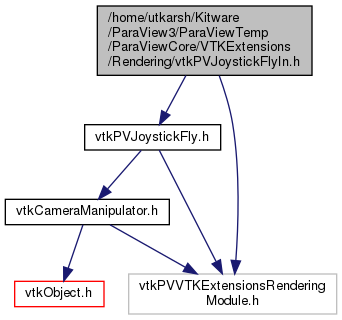 /home/utkarsh/Kitware
/ParaView3/ParaViewTemp
/ParaViewCore/VTKExtensions
/Rendering/vtkPVJoystickFlyIn.h
vtkPVJoystickFly.h
vtkCameraManipulator.h
vtkObject.h
vtkPVVTKExtensionsRendering
Module.h